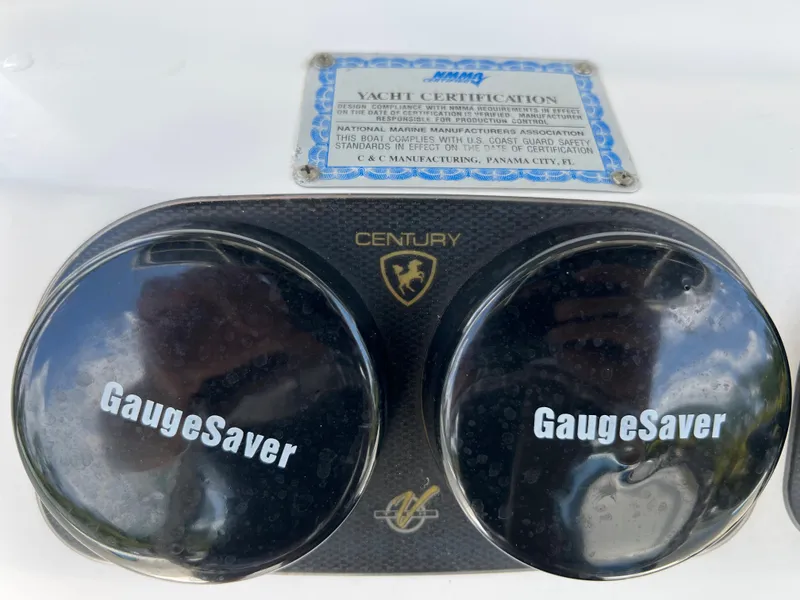 NMMA
CERTIFIED
YACHT CERTIFICATION
DESIGN COMPLIANCE WITH NMMA REQUIREMENTS IN EFFECT
ON THE DATE OF CERTIFICATION IS VERIFIED. MANUFACTURER
RESPONSIBLE FOR PRODUCTION CONTROL
NATIONAL MARINE MANUFACTURERS ASSOCIATION
THIS BOAT COMPLIES WITH U.S. COAST GUARD SAFETY
STANDARDS IN EFFECT ON THE DATE OF CERTIFICATION
C & C MANUFACTURING, PANAMA CITY, FL
CENTURY
GaugeSaver
GaugeSaver
V